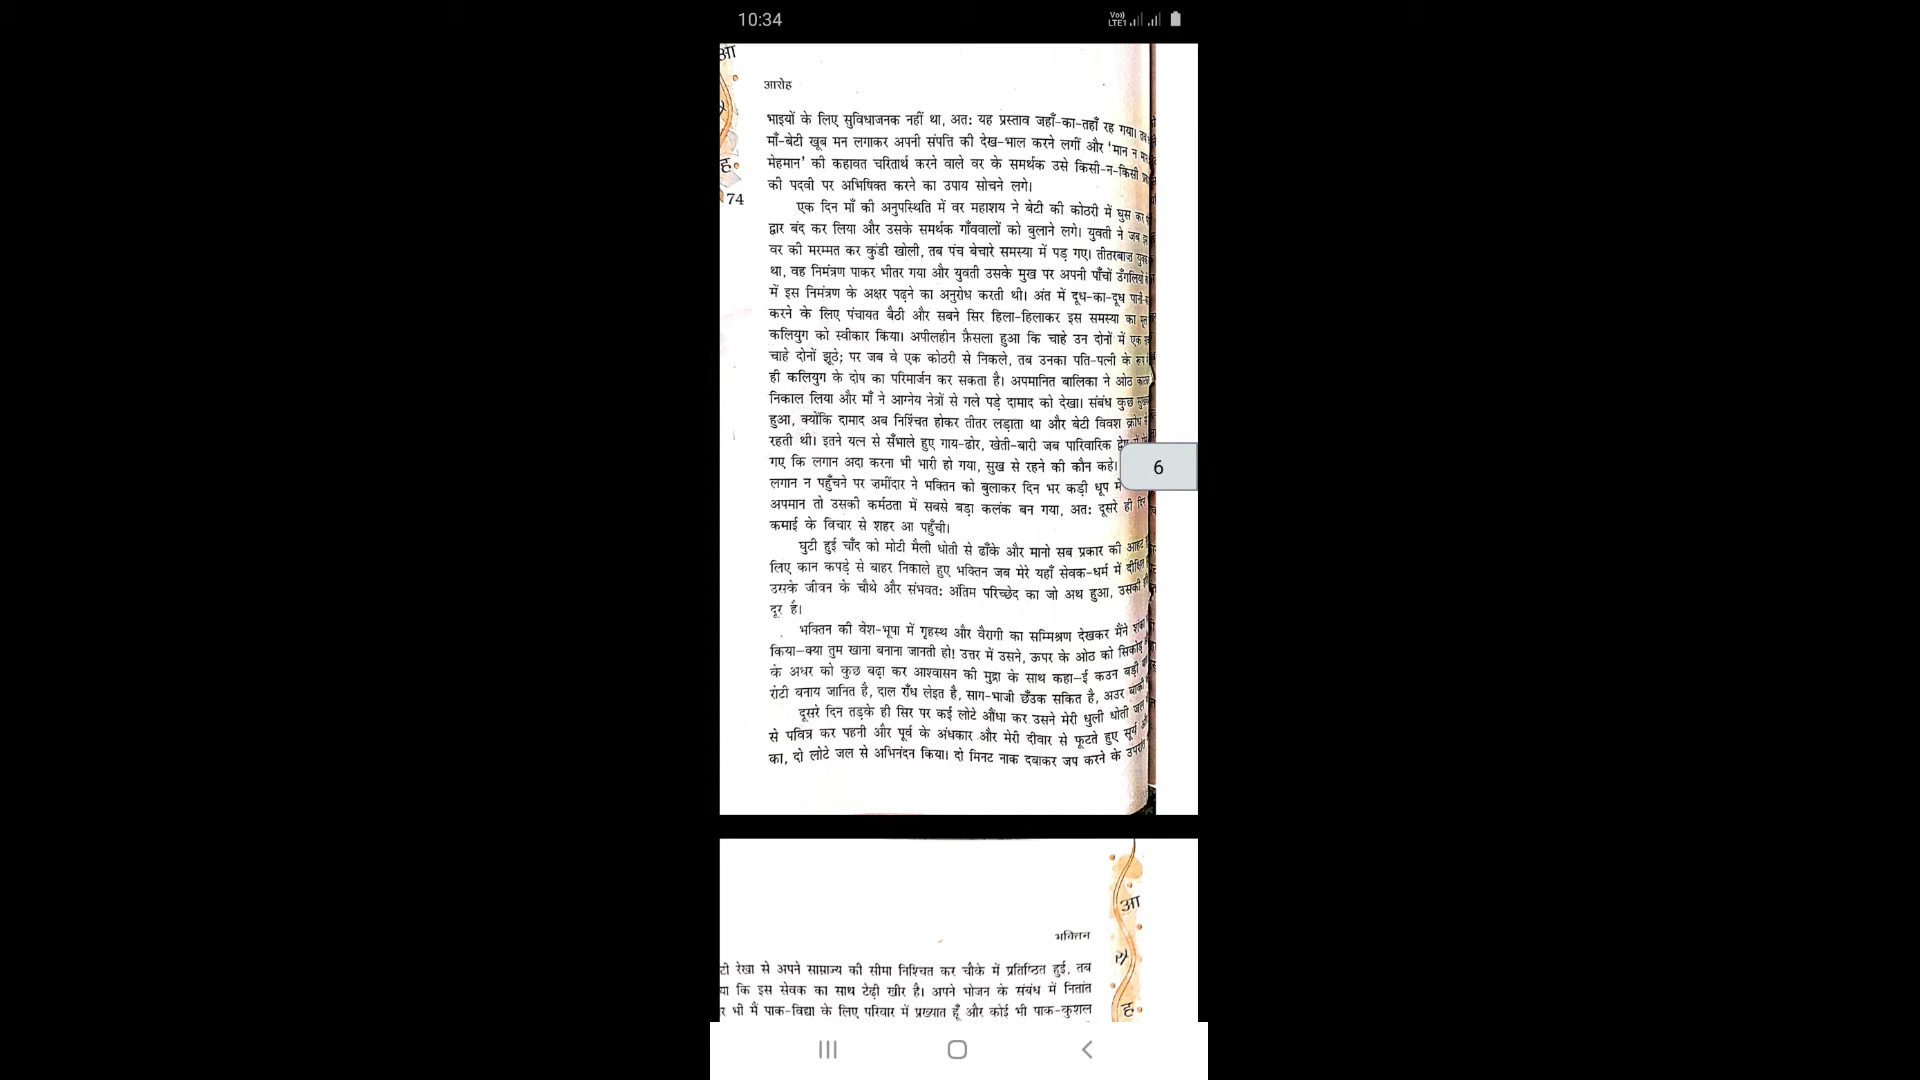 10:34
Vo))
LTE1
आ
ह
74
आरोह
भाइयों के लिए सुविधाजनक नहीं था, अत: यह प्रस्ताव जहाँ-का-तहाँ रह गया। तब
माँ-बेटी खूब मन लगाकर अपनी संपत्ति की देख-भाल करने लगीं और 'मान न मान
मेहमान' की कहावत चरितार्थ करने वाले वर के समर्थक उसे किसी-न-किसी
की पदवी पर अभिषिक्त करने का उपाय सोचने लगे।
एक दिन माँ की अनुपस्थिति में वर महाशय ने बेटी की कोठरी में घुस कर
द्वार बंद कर लिया और उसके समर्थक गाँववालों को बुलाने लगे। युवती ने जब
वर की मरम्मत कर कुंडी खोली, तब पंच बेचारे समस्या में पड़ गए। तीतरबाज युवक
था, वह निमंत्रण पाकर भीतर गया और युवती उसके मुख पर अपनी पाँचों उँगलियों
में इस निमंत्रण के अक्षर पढ़ने का अनुरोध करती थी। अंत में दूध-का-दूध पानी-
करने के लिए पंचायत बैठी और सबने सिर हिला-हिलाकर इस समस्या का मूल
कलियुग को स्वीकार किया। अपीलहीन फ़ैसला हुआ कि चाहे उन दोनों में एक
चाहे दोनों झूठे; पर जब वे एक कोठरी से निकले, तब उनका पति-पत्नी के रूप
ही कलियुग के दोष का परिमार्जन कर सकता है। अपमानित बालिका ने ओठ काटकर
निकाल लिया और माँ ने आग्नेय नेत्रों से गले पड़े दामाद को देखा। संबंध कुछ
हुआ, क्योंकि दामाद अब निश्चिंत होकर तीतर लड़ाता था और बेटी विवश क्रोध से
रहती थी। इतने यत्न से सँभाले हुए गाय-ढोर, खेती-बारी जब पारिवारिक द्वेष में
गए कि लगान अदा करना भी भारी हो गया, सुख से रहने की कौन कहे।
लगान न पहुँचने पर ज़मींदार ने भक्तिन को बुलाकर दिन भर कड़ी धूप में
अपमान तो उसकी कर्मठता में सबसे बड़ा कलंक बन गया, अत: दूसरे ही दिन
कमाई के विचार से शहर आ पहुँची।
घुटी हुई चाँद को मोटी मैली धोती से ढाँके और मानो सब प्रकार की आहट
लिए कान कपड़े से बाहर निकाले हुए भक्तिन जब मेरे यहाँ सेवक-धर्म में दीक्षित
उसके जीवन के चौथे और संभवत: अंतिम परिच्छेद का जो अथ हुआ, उसकी
दूर है।
भक्तिन की वेश-भूषा में गृहस्थ और वैरागी का सम्मिश्रण देखकर मैंने शंका
किया-क्या तुम खाना बनाना जानती हो! उत्तर में उसने, ऊपर के ओठ को सिकोड़
के अधर को कुछ बढ़ा कर आश्वासन की मुद्रा के साथ कहा-ई कउन बड़ी
रोटी बनाय जानित है, दाल राँध लेइत है, साग-भाजी छँउक सकित है, अउर बाकी
दूसरे दिन तड़के ही सिर पर कई लोटे औंधा कर उसने मेरी धुली धोती जल
से पवित्र कर पहनी और पूर्व के अंधकार और मेरी दीवार से फूटते हुए सूर्य
का, दो लोटे जल से अभिनंदन किया। दो मिनट नाक दबाकर जप करने के उपरांत
6
आ
रो
ह
भक्तिन
टी रेखा से अपने साम्राज्य की सीमा निश्चित कर चौके में प्रतिष्ठित हुई, तब
या कि इस सेवक का साथ टेढ़ी खीर है। अपने भोजन के संबंध में नितांत
र भी मैं पाक-विद्या के लिए परिवार में प्रख्यात हूँ और कोई भी पाक-कुशल